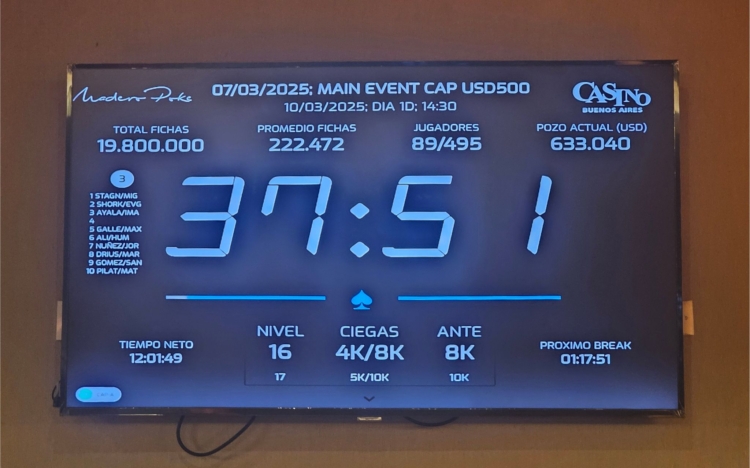 Madero Poker
07/03/2025; MAIN EVENT CAP USD500
10/03/2025; DIA 1D; 14:30
CASINO
BUENOS AIRES
TOTAL FICHAS
19.800.000
PROMEDIO FICHAS
222.472
JUGADORES
89/495
POZO ACTUAL (USD)
633.040
3
1 STAGN/MIG
2 SHORK/EVG
3 AYALA/IMA
4
5 GALLE/MAX
6 ALI/HUM
7 NUÑEZ/JOR
8 DRIUS/MAR
9 GOMEZ/SAN
10 PILAT/MAT
37:51
TIEMPO NETO
12:01:49
NIVEL
16
17
CIEGAS
4K/8K
5K/10K
ANTE
8K
10K
PROXIMO BREAK
01:17:51